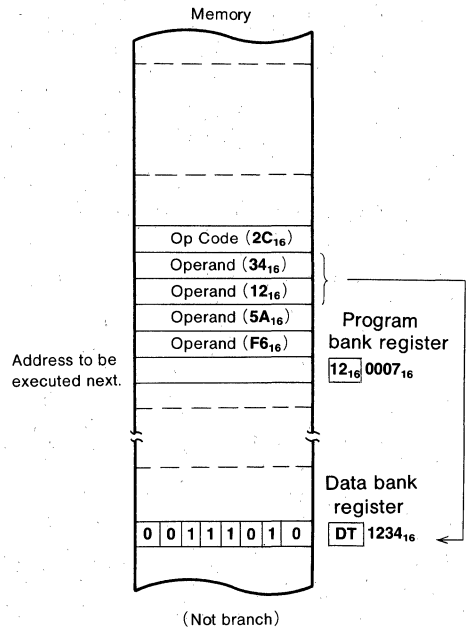 Memory
Op Code (2C₁₆)
Operand (34₁₆)
Operand (12₁₆)
Operand (5A₁₆)
Operand (F6₁₆)
Program
bank register
Address to be
executed next.
12₁₆ 0007₁₆
Data bank
register
0 0 1 1 1 0 1 0
DT 1234₁₆
(Not branch)